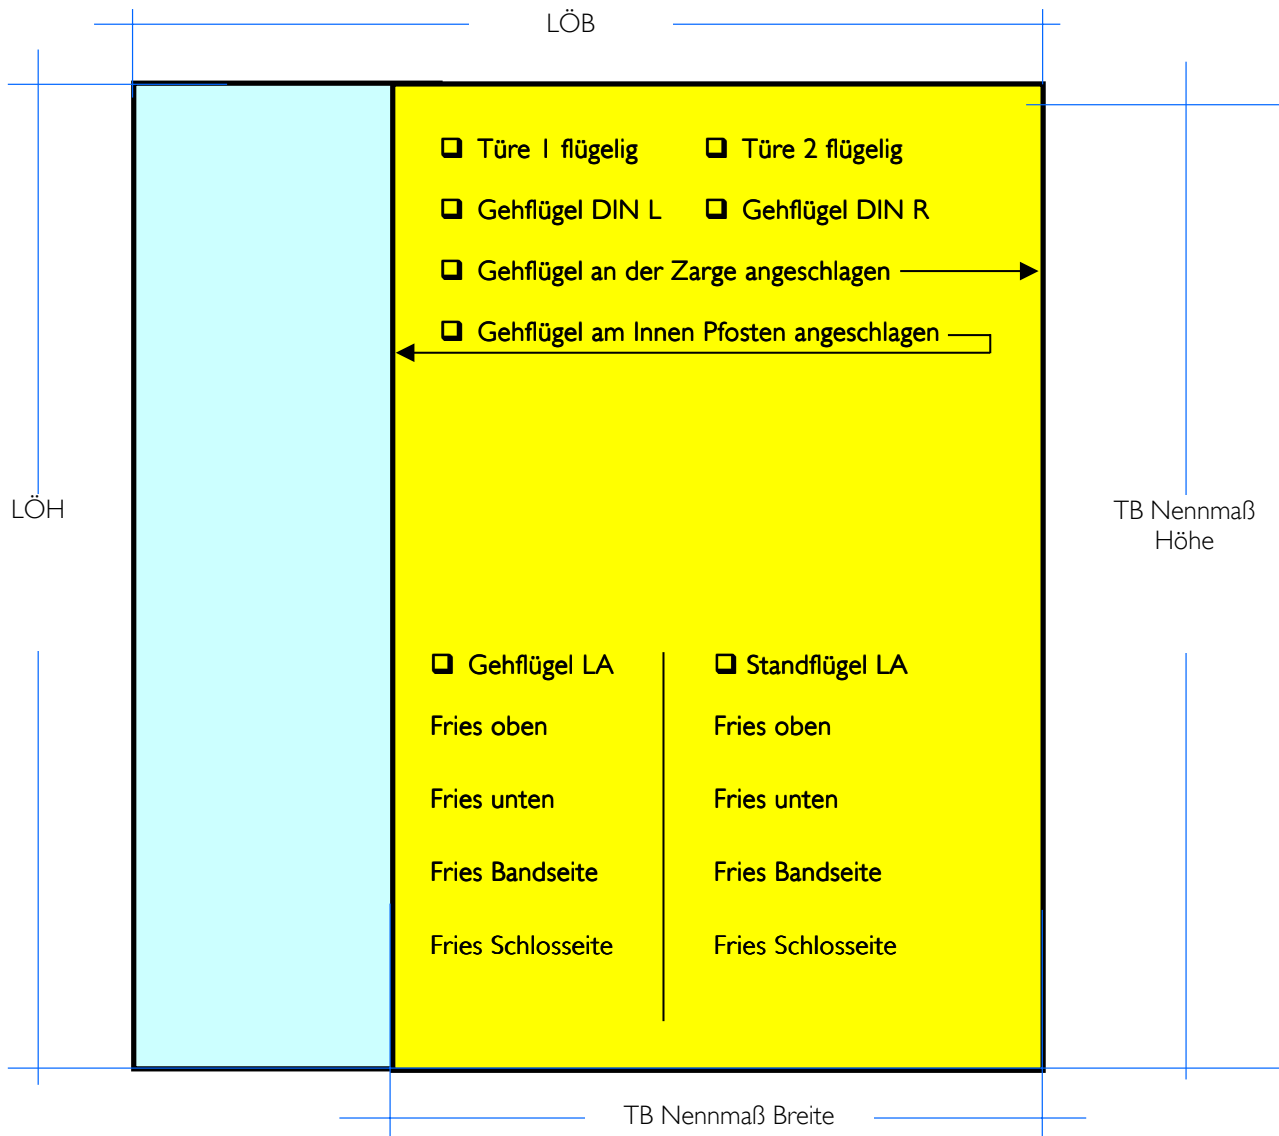 LÖB
❑ Türe 1 flügelig ❑ Türe 2 flügelig
❑ Gehflügel DIN L ❑ Gehflügel DIN R
❑ Gehflügel an der Zarge angeschlagen
❑ Gehflügel am Innen Pfosten angeschlagen
LÖH
TB Nennmaß
Höhe
❑ Gehflügel LA ❑ Standflügel LA
Fries oben Fries oben
Fries unten Fries unten
Fries Bandseite Fries Bandseite
Fries Schlosseite Fries Schlosseite
TB Nennmaß Breite